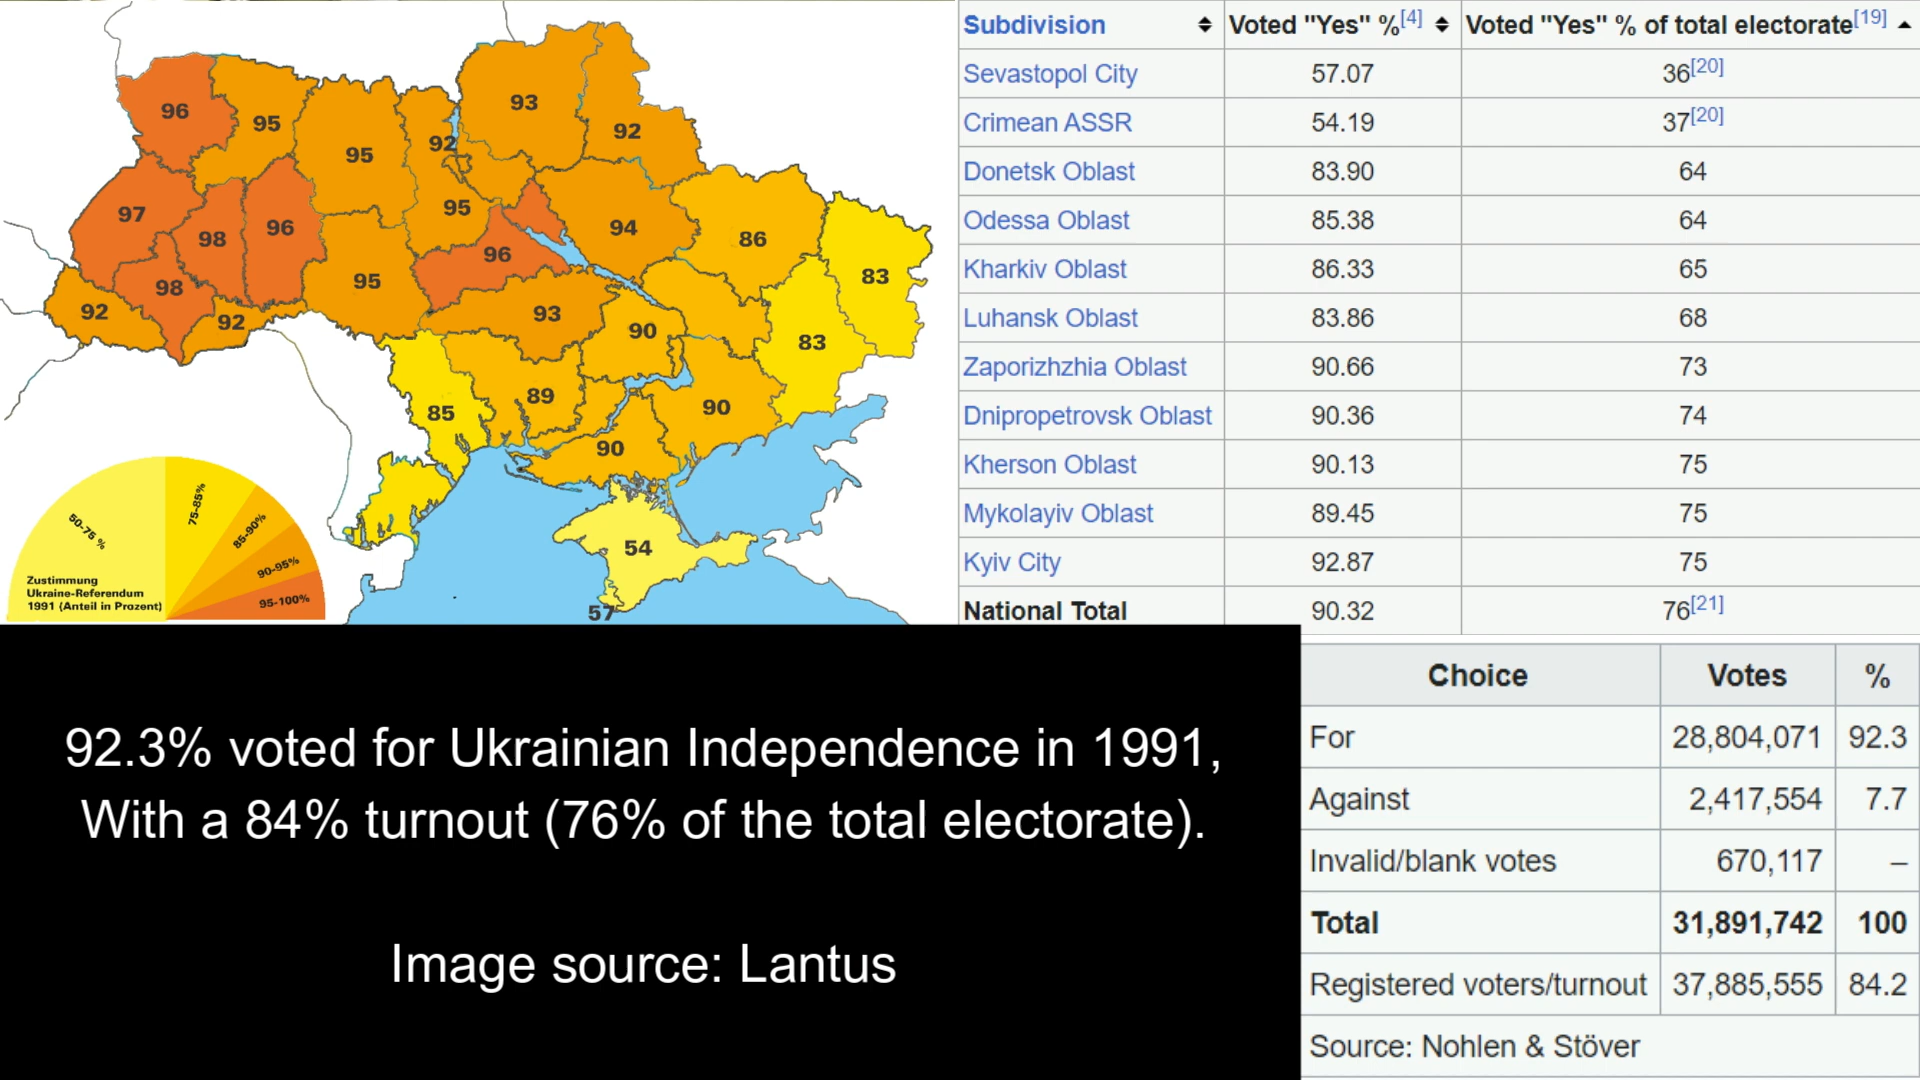 96
95
95
92
93
92
97
98
96
95
94
86
83
96
98
95
92
92
93
90
83
85
89
90
90
54
57
50-75 %
75-85%
85-90%
90-95%
95-100%
Zustimmung
Ukraine-Referendum
1991 (Anteil in Prozent)
Subdivision Voted "Yes" %[4] Voted "Yes" % of total electorate[19]
Sevastopol City 57.07 36[20]
Crimean ASSR 54.19 37[20]
Donetsk Oblast 83.90 64
Odessa Oblast 85.38 64
Kharkiv Oblast 86.33 65
Luhansk Oblast 83.86 68
Zaporizhzhia Oblast 90.66 73
Dnipropetrovsk Oblast 90.36 74
Kherson Oblast 90.13 75
Mykolayiv Oblast 89.45 75
Kyiv City 92.87 75
National Total 90.32 76[21]
92.3% voted for Ukrainian Independence in 1991,
With a 84% turnout (76% of the total electorate).
Image source: Lantus
Choice Votes %
For 28,804,071 92.3
Against 2,417,554 7.7
Invalid/blank votes 670,117 –
Total 31,891,742 100
Registered voters/turnout 37,885,555 84.2
Source: Nohlen & Stöver